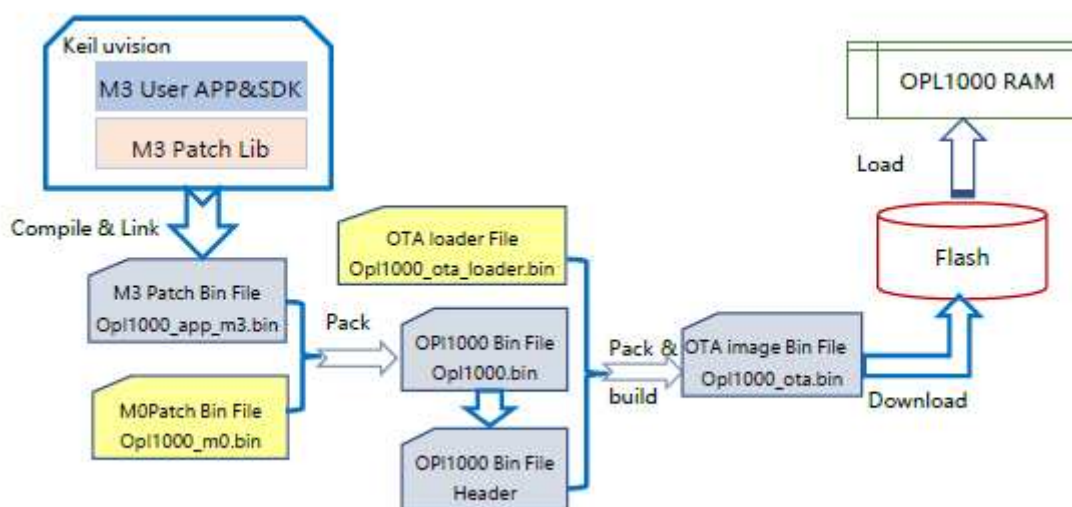 Keil uvision
M3 User APP&SDK
M3 Patch Lib
Compile & Link
M3 Patch Bin File
Opl1000_app_m3.bin
M0Patch Bin File
Opl1000_m0.bin
Pack
OTA loader File
Opl1000_ota_loader.bin
OPl1000 Bin File
Opl1000.bin
OPl1000 Bin File
Header
Pack &
build
OTA image Bin File
Opl1000_ota.bin
Download
Flash
Load
OPL1000 RAM